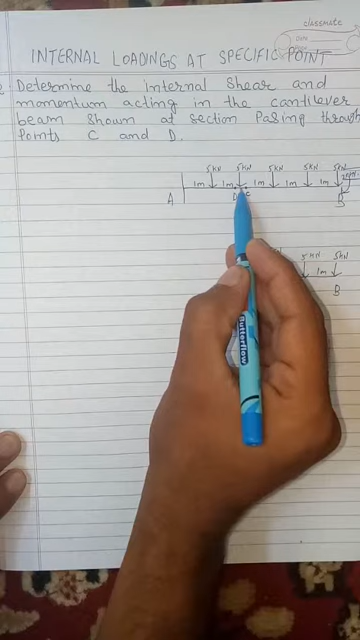 classmate
Date
INTERNAL LOADINGS AT SPECIFIC POINT
Determine the internal shear and
momentum acting in the cantilever
beam shown at section Pasing through
Points C and D.
5kN 5kN 5kN 5kN 5kN
1m 1m 1m 1m 1m
A D C B
5kN 5kN
1m
B
Butterflow